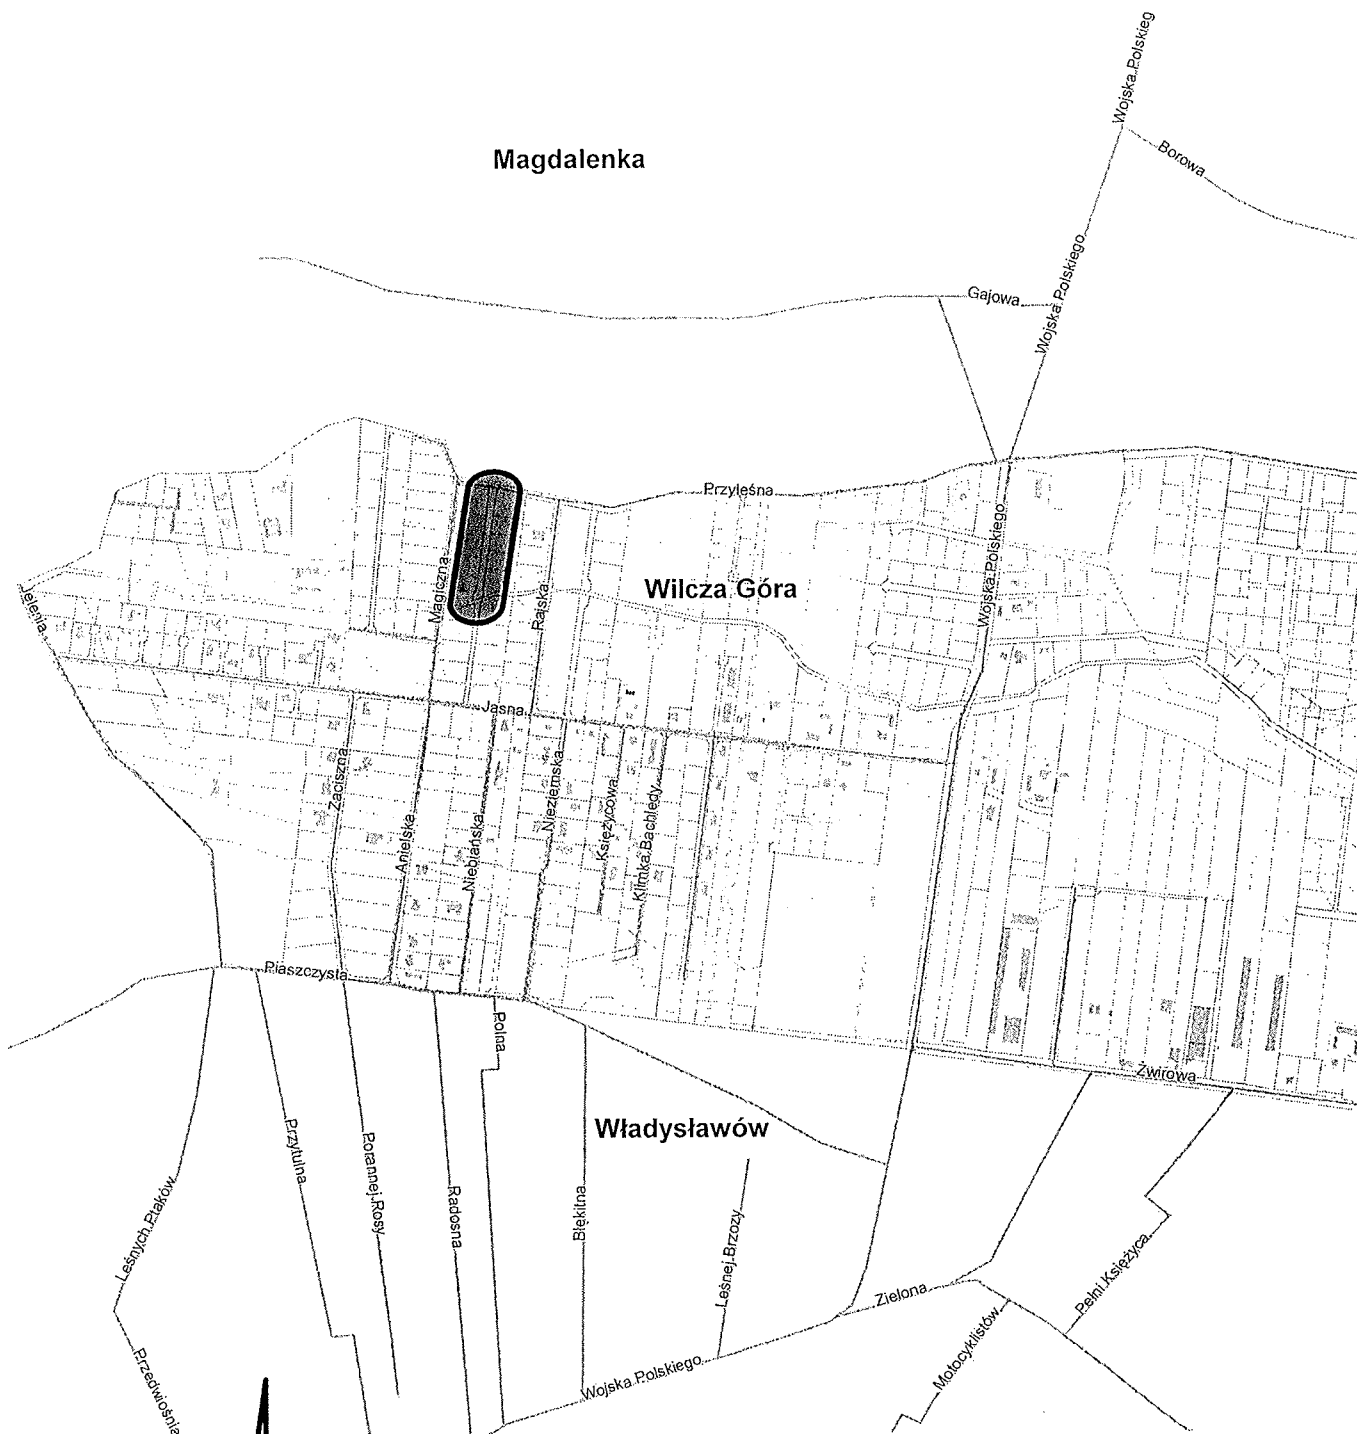 Wojska Polskieg
Magdalenka
Borowa
Wojska Polskiego
Gajowa
Przyleśna
Wojska Polskiego
Magiczna
Rajska
Wilcza Góra
Jelenia
Jasna
Zaciszna
Anielska
Niebiańska
Nieziemska
Księżycowa
Klimka Bachledy
Piaszczysta
Polna
Żwirowa
Władysławów
Przytulna
Porannej Rosy
Radosna
Błękitna
Leśnych Ptaków
Leśnej Brzozy
Pełni Księżyca
Zielona
Motocyklistów
Wojska Polskiego
Przedwiośnia